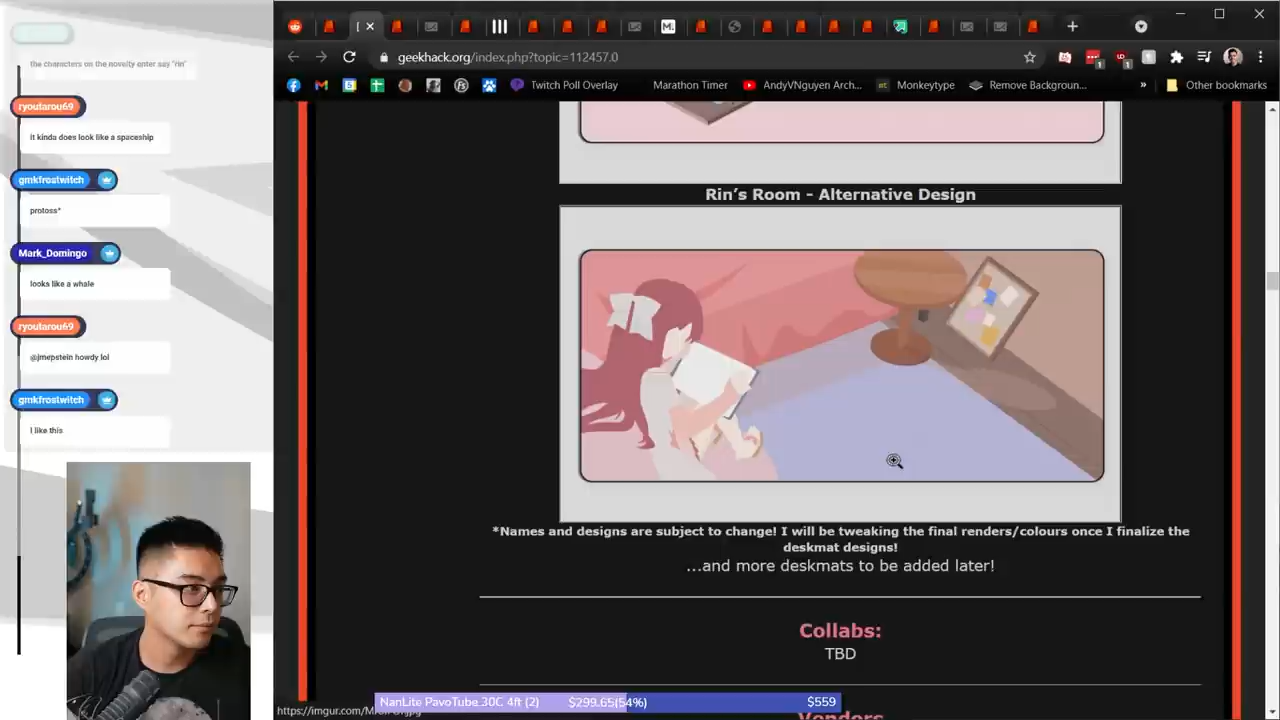 the characters on the novelty enter say "rin"
ryoutarou69
it kinda does look like a spaceship
gmkfrostwitch
protoss*
Mark_Domingo
looks like a whale
ryoutarou69
@jmepstein howdy lol
gmkfrostwitch
I like this
geekhack.org/index.php?topic=112457.0
Twitch Poll Overlay
Marathon Timer
AndyVNguyen Arch...
Monkeytype
Remove Backgroun...
»
Other bookmarks
Rin's Room - Alternative Design
*Names and designs are subject to change! I will be tweaking the final renders/colours once I finalize the
deskmat designs!
...and more deskmats to be added later!
Collabs:
TBD
NanLite PavoTube 30C 4ft (2) $299.65(54%) $559
Vendors